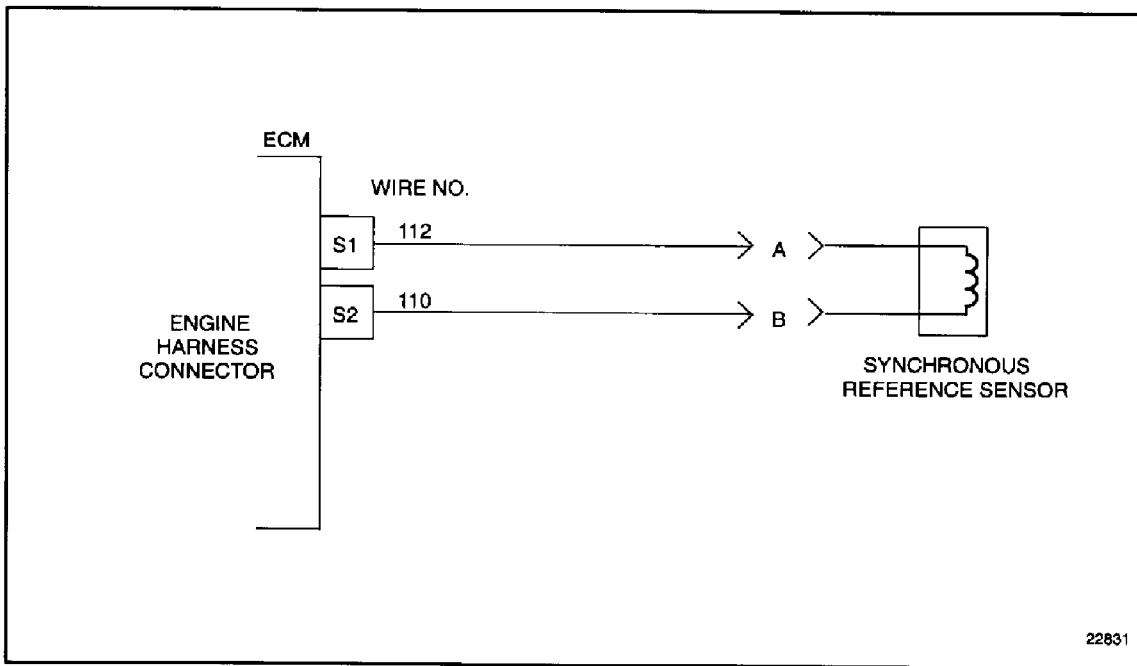 ECM
WIRE NO.
S1
112
A
S2
110
B
ENGINE
HARNESS
CONNECTOR
SYNCHRONOUS
REFERENCE SENSOR
22831